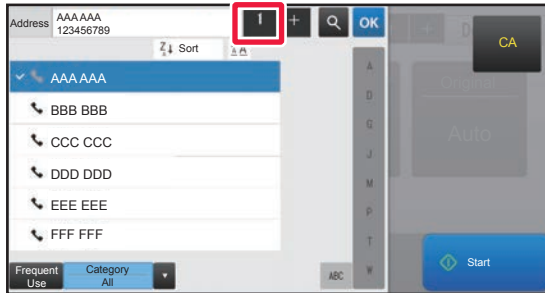 Address
AAA AAA
123456789
1
+
OK
CA
Sort
AAA AAA
BBB BBB
CCC CCC
DDD DDD
EEE EEE
FFF FFF
A
D
G
J
M
P
T
W
ABC
Original
Auto
Frequent
Use
Category
All
Start